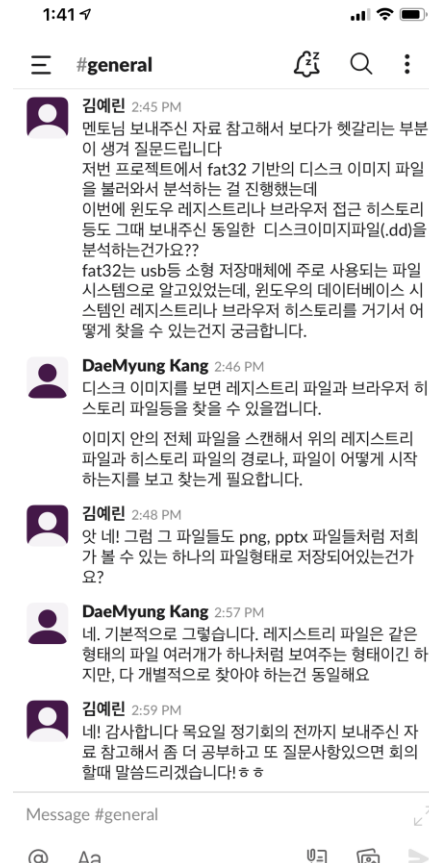 1:41
#general
김예린 2:45 PM
멘토님 보내주신 자료 참고해서 보다가 헷갈리는 부분
이 생겨 질문드립니다
저번 프로젝트에서 fat32 기반의 디스크 이미지 파일
을 불러와서 분석하는 걸 진행했는데
이번에 윈도우 레지스트리나 브라우저 접근 히스토리
등도 그때 보내주신 동일한 디스크이미지파일(.dd)을
분석하는건가요??
fat32는 usb등 소형 저장매체에 주로 사용되는 파일
시스템으로 알고있었는데, 윈도우의 데이터베이스 시
스템인 레지스트리나 브라우저 히스토리를 거기서 어
떻게 찾을 수 있는건지 궁금합니다.
DaeMyung Kang 2:46 PM
디스크 이미지를 보면 레지스트리 파일과 브라우저 히
스토리 파일등을 찾을 수 있을껍니다.
이미지 안의 전체 파일을 스캔해서 위의 레지스트리
파일과 히스토리 파일의 경로나, 파일이 어떻게 시작
하는지를 보고 찾는게 필요합니다.
김예린 2:48 PM
앗 네! 그럼 그 파일들도 png, pptx 파일들처럼 저희
가 볼 수 있는 하나의 파일형태로 저장되어있는건가
요?
DaeMyung Kang 2:57 PM
네. 기본적으로 그렇습니다. 레지스트리 파일은 같은
형태의 파일 여러개가 하나처럼 보여주는 형태이긴 하
지만, 다 개별적으로 찾아야 하는건 동일해요
김예린 2:59 PM
네! 감사합니다 목요일 정기회의 전까지 보내주신 자
료 참고해서 좀 더 공부하고 또 질문사항있으면 회의
할때 말씀드리겠습니다!ㅎㅎ
Message #general
@ Aa